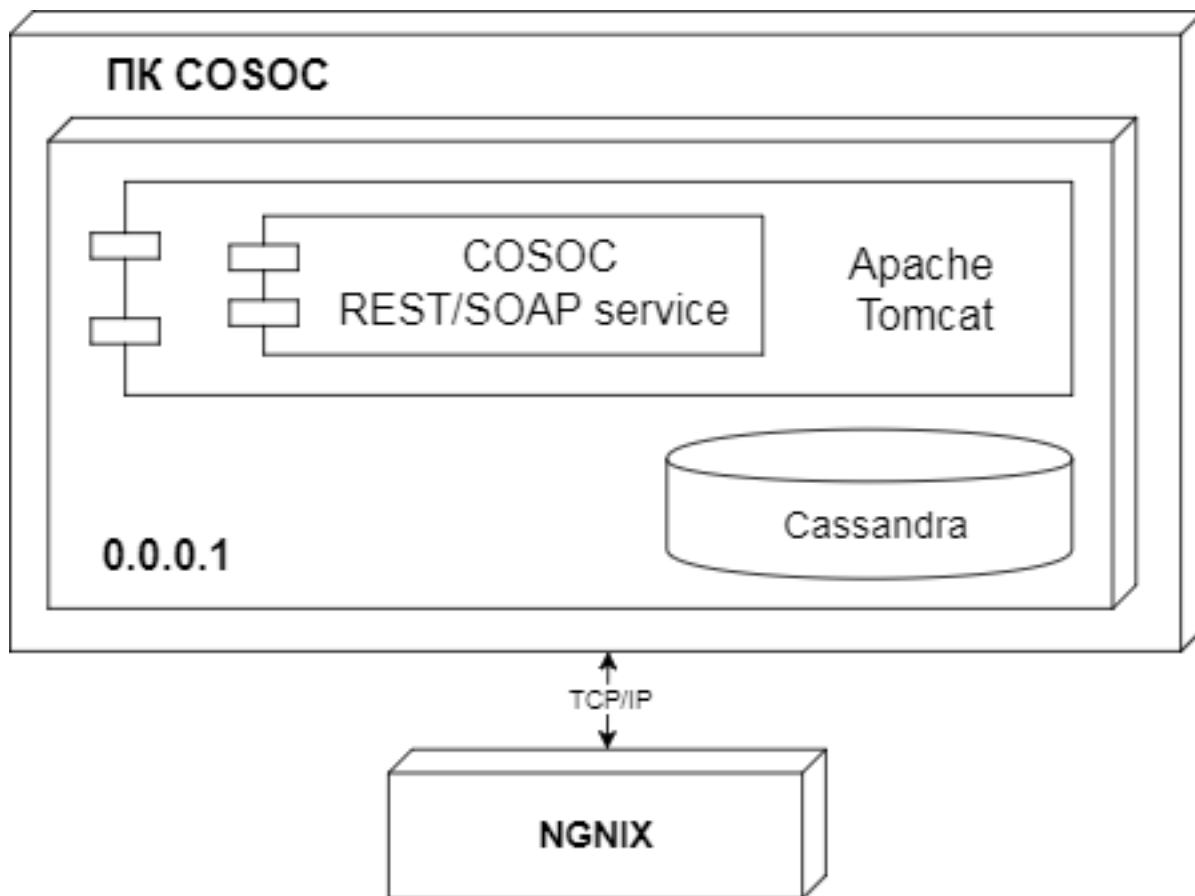 ПК COSOC
COSOC
REST/SOAP service
Apache
Tomcat
Cassandra
0.0.0.1
TCP/IP
NGNIX